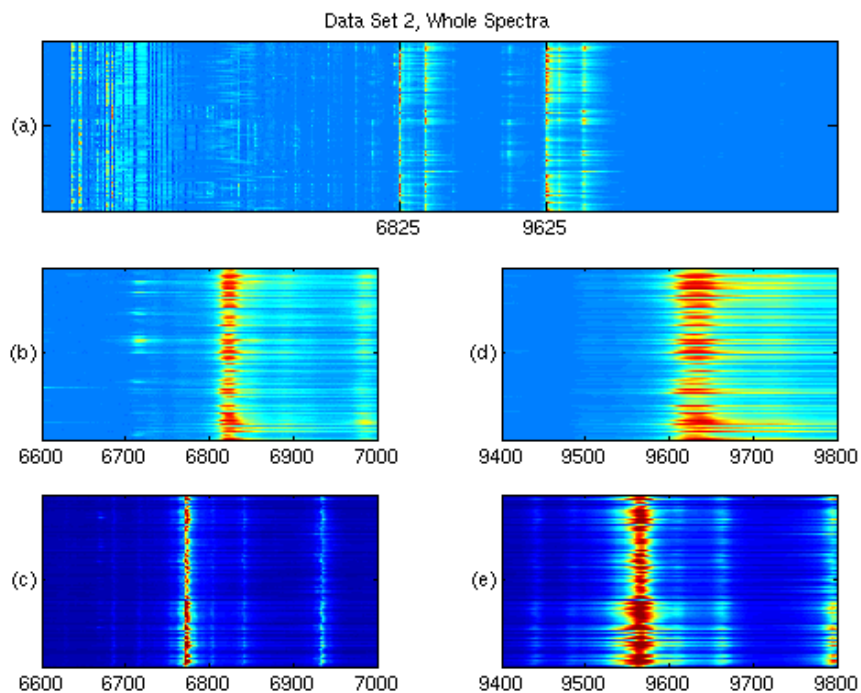 Data Set 2, Whole Spectra
(a)
6825 9625
(b)
6600 6700 6800 6900 7000
(d)
9400 9500 9600 9700 9800
(c)
6600 6700 6800 6900 7000
(e)
9400 9500 9600 9700 9800